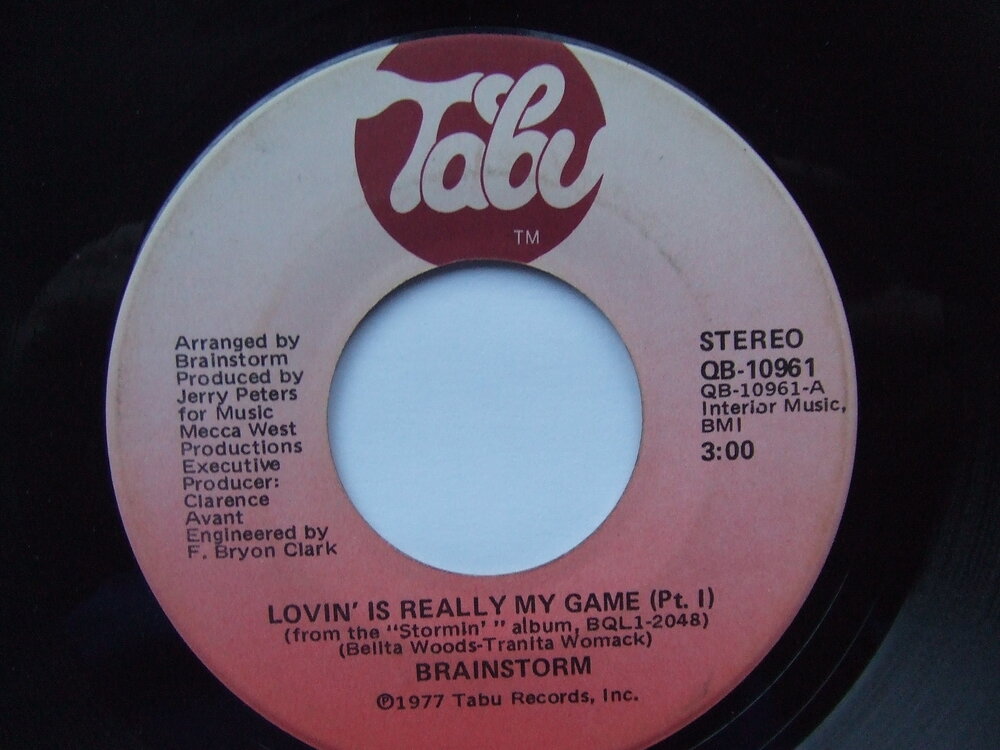 Tabu
TM
Arranged by
Brainstorm
Produced by
Jerry Peters
for Music
Mecca West
Productions
Executive
Producer:
Clarence
Avant
Engineered by
F. Bryon Clark
STEREO
QB-10961
QB-10961-A
Interior Music,
BMI
3:00
LOVIN' IS REALLY MY GAME (Pt. I)
(from the "Stormin' " album, BQL1-2048)
(Belita Woods-Tranita Womack)
BRAINSTORM
℗1977 Tabu Records, Inc.